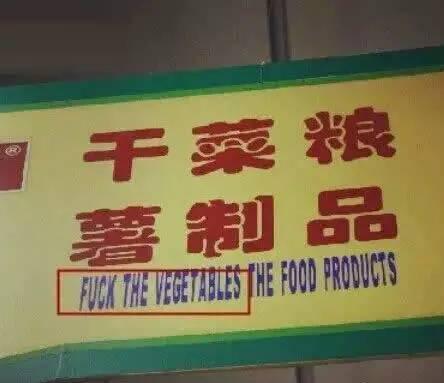 ®
干菜粮
薯制品
FUCK THE VEGETABLES THE FOOD PRODUCTS